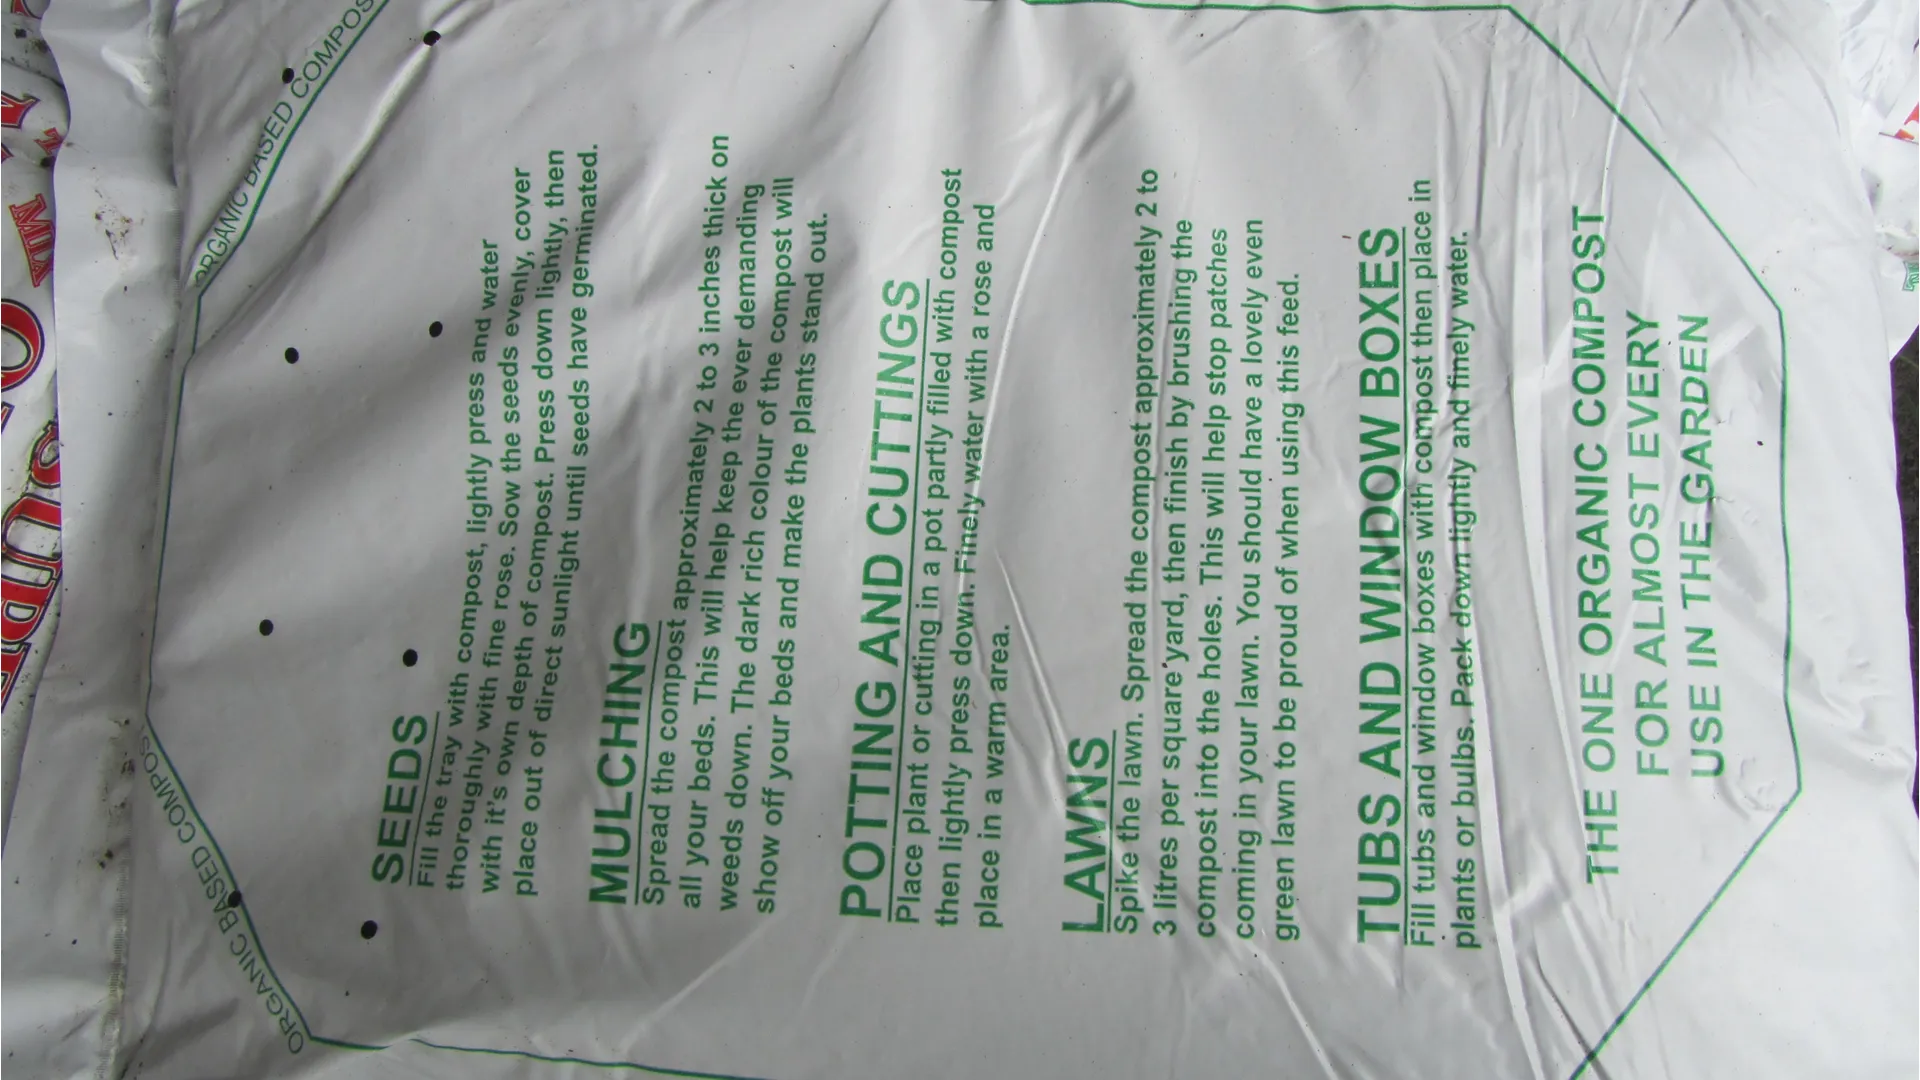 ORGANIC BASED COMPOS
ORGANIC BASED COMPOS
SEEDS
Fill the tray with compost, lightly press and water
thoroughly with fine rose. Sow the seeds evenly, cover
with it's own depth of compost. Press down lightly, then
place out of direct sunlight until seeds have germinated.
MULCHING
Spread the compost approximately 2 to 3 inches thick on
all your beds. This will help keep the ever demanding
weeds down. The dark rich colour of the compost will
show off your beds and make the plants stand out.
POTTING AND CUTTINGS
Place plant or cutting in a pot partly filled with compost
then lightly press down. Finely water with a rose and
place in a warm area.
LAWNS
Spike the lawn. Spread the compost approximately 2 to
3 litres per square yard, then finish by brushing the
compost into the holes. This will help stop patches
coming in your lawn. You should have a lovely even
green lawn to be proud of when using this feed.
TUBS AND WINDOW BOXES
Fill tubs and window boxes with compost then place in
plants or bulbs. Pack down lightly and finely water.
THE ONE ORGANIC COMPOST
FOR ALMOST EVERY
USE IN THE GARDEN
MIX